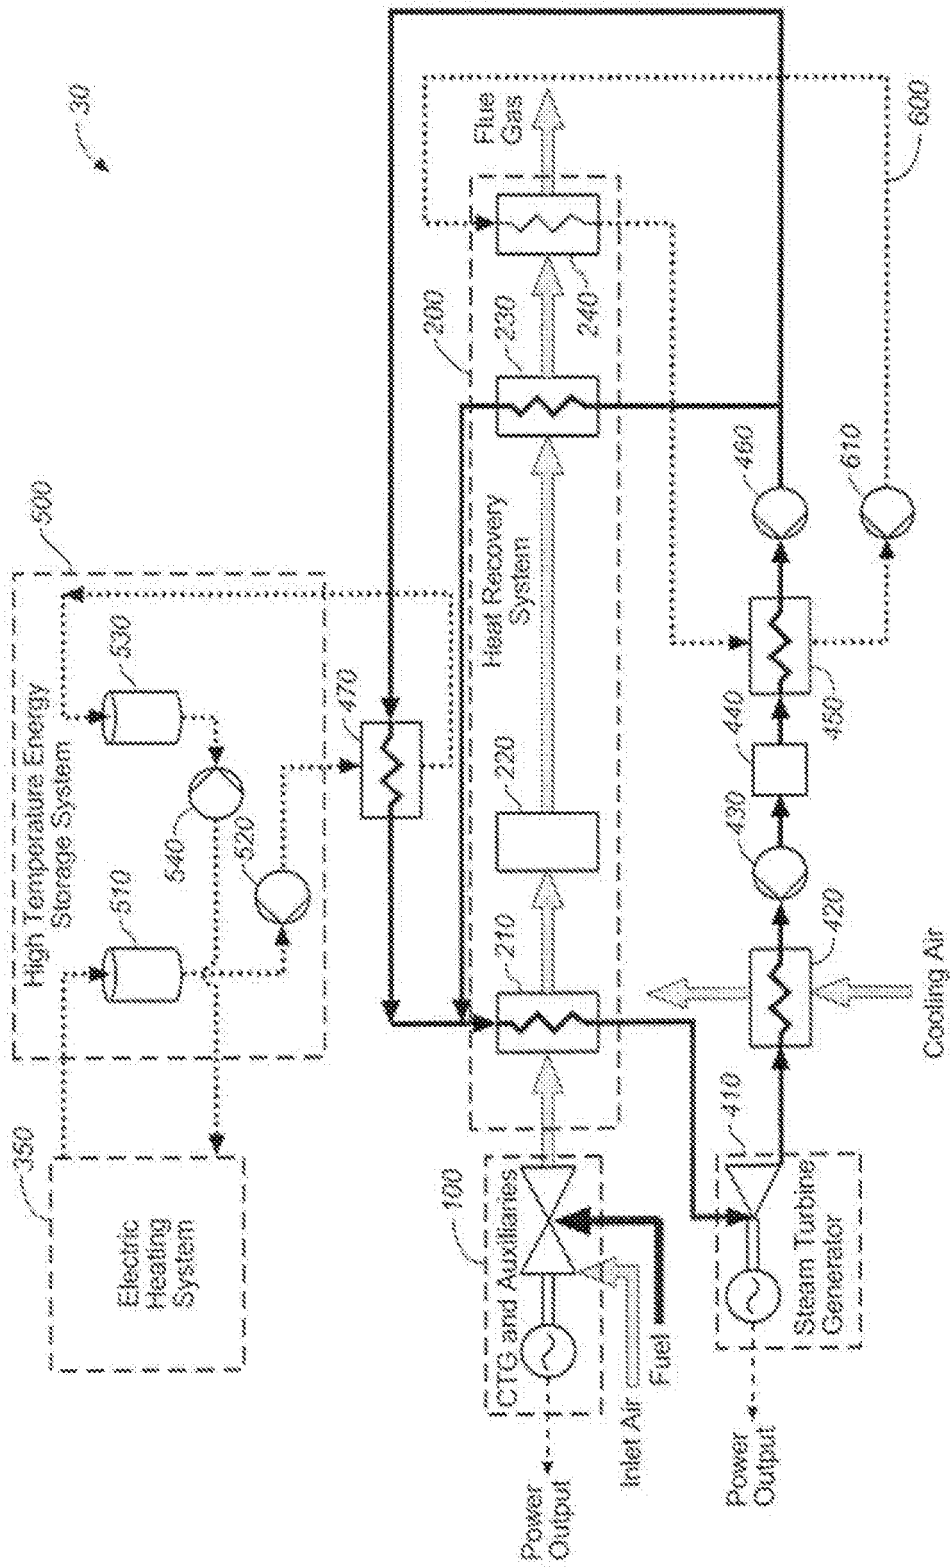 30
350
Electric
Heating
System
High Temperature Energy
Storage System
500
510
530
540
520
470
100
CTG and Auxiliaries
Power
Output
Inlet Air
Fuel
200
210
220
Heat Recovery
System
230
240
Flue
Gas
410
Steam Turbine
Generator
Power
Output
Cooling Air
420
430
440
450
460
610
600